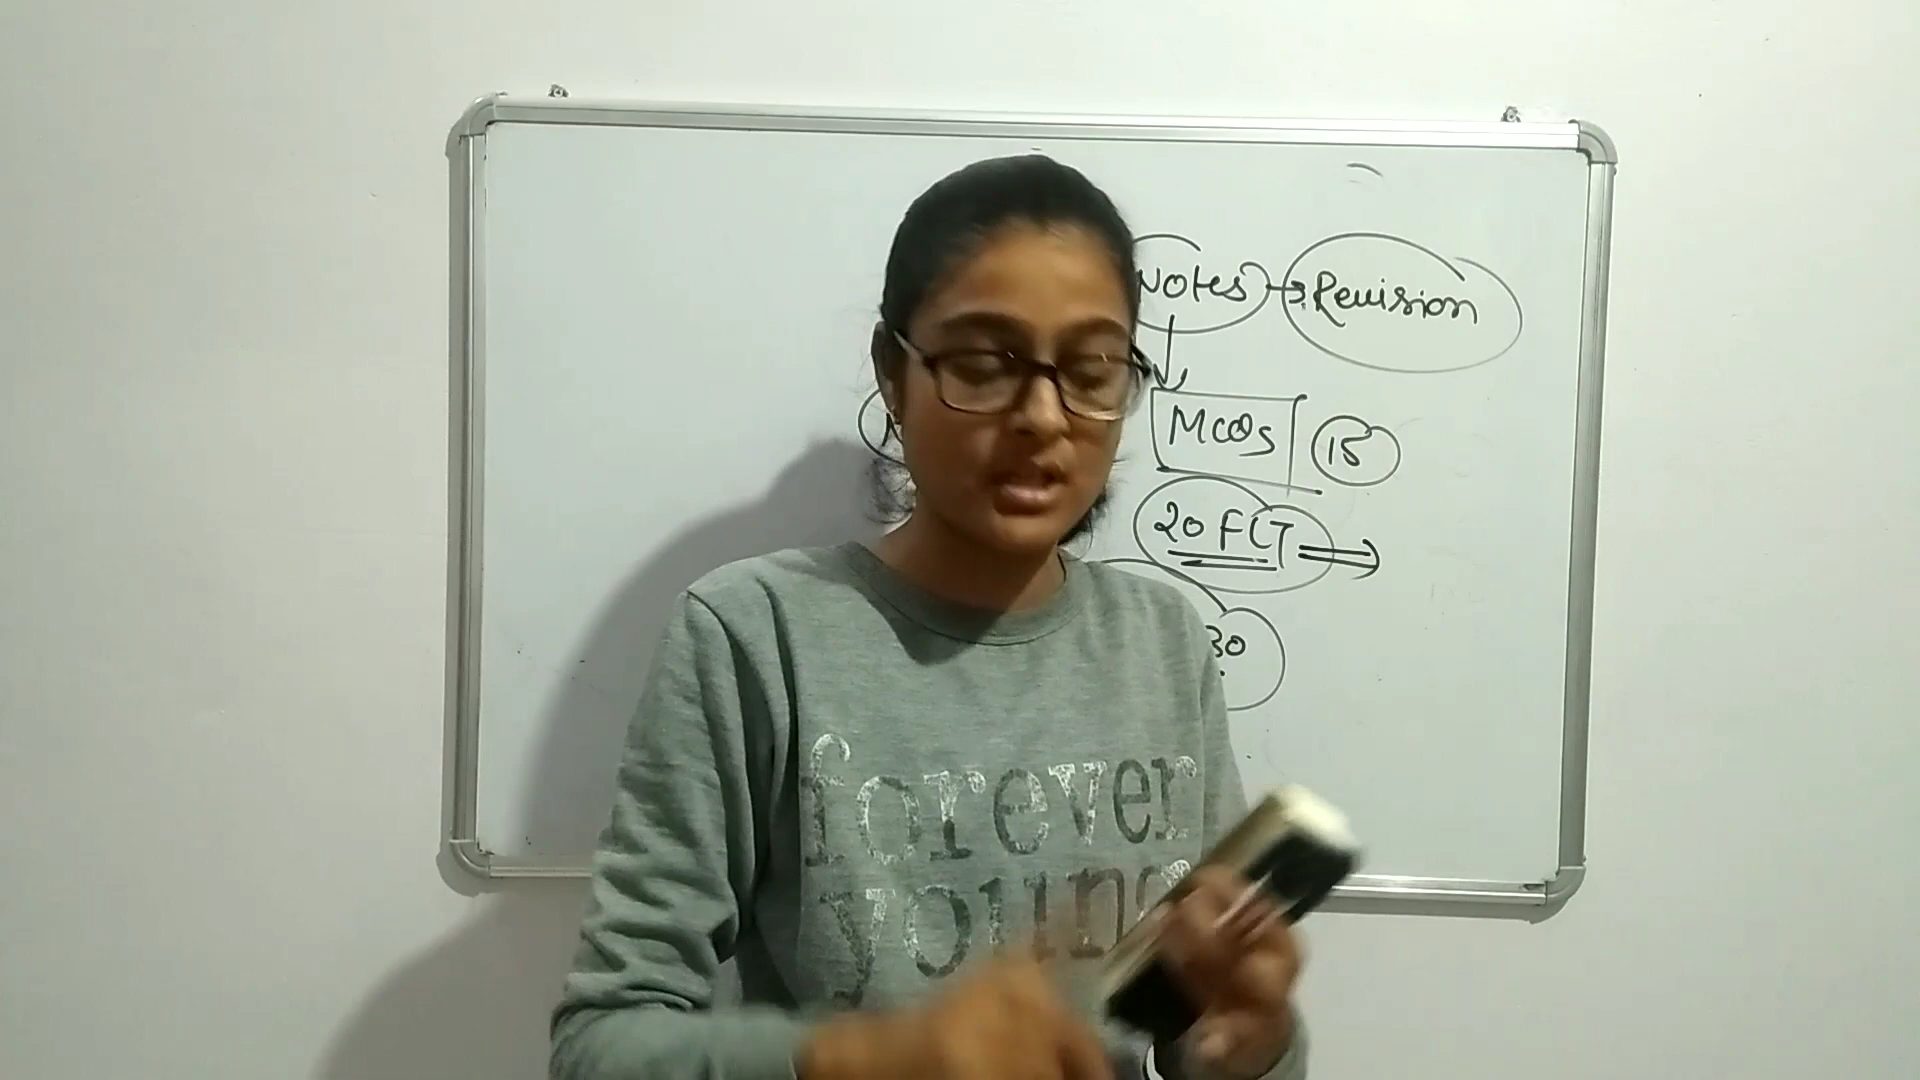 Notes → Revision
MCQs 15
20 FLT
30
forever
young